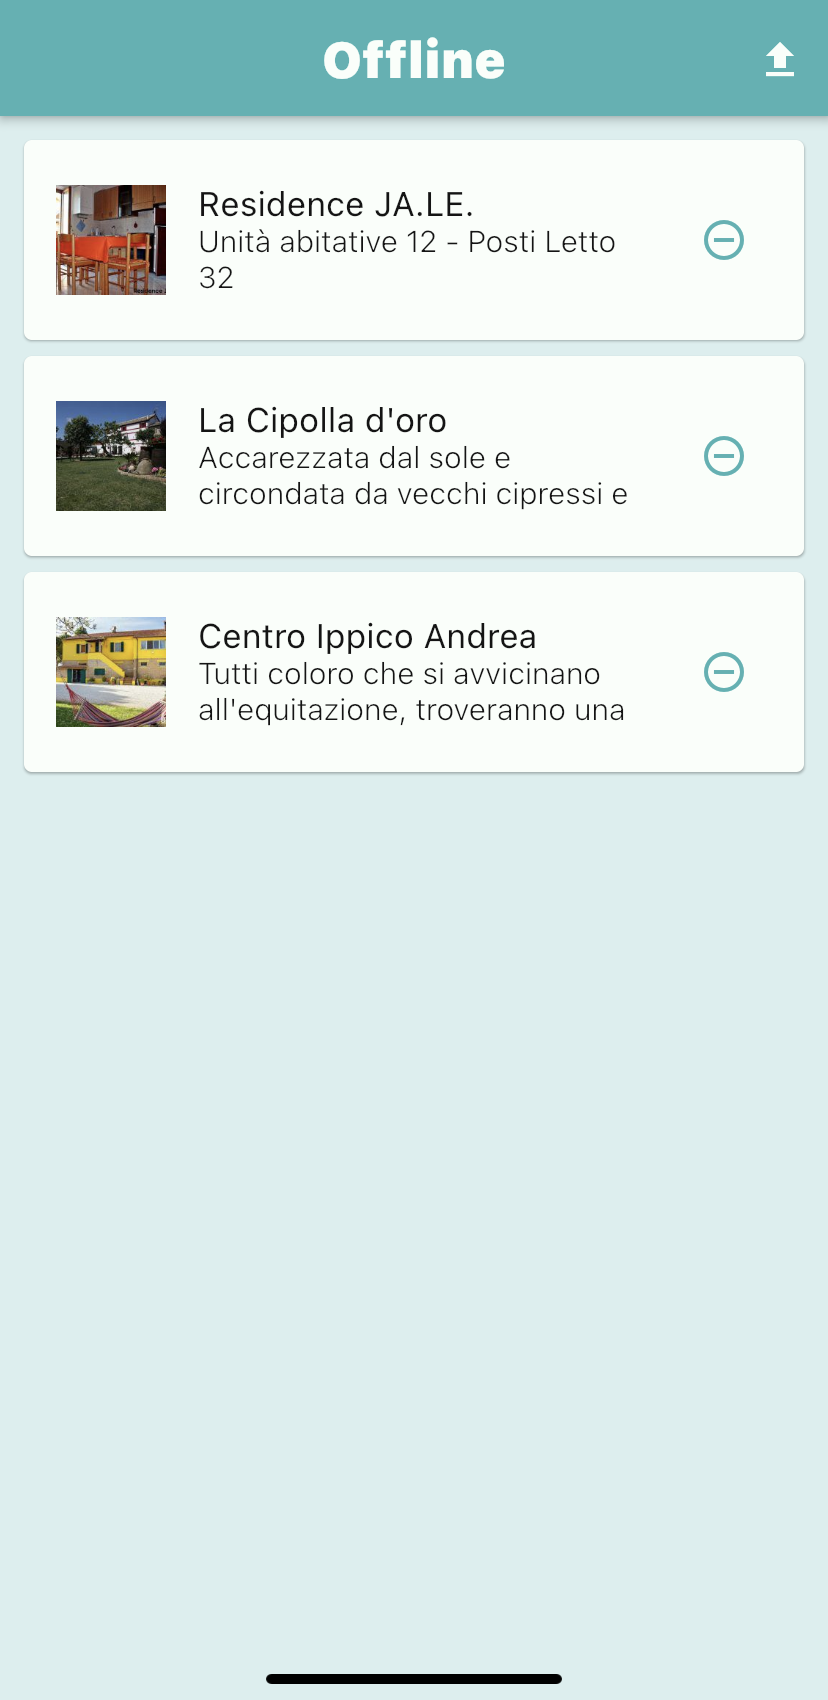 Offline
Residence JA.LE.
Unità abitative 12 - Posti Letto
32
La Cipolla d'oro
Accarezzata dal sole e
circondata da vecchi cipressi e
Centro Ippico Andrea
Tutti coloro che si avvicinano
all'equitazione, troveranno una